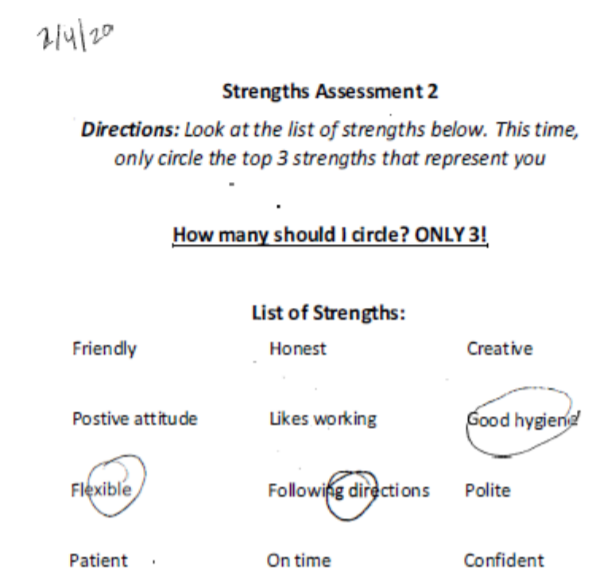 2/4/20
Strengths Assessment 2
Directions: Look at the list of strengths below. This time,
only circle the top 3 strengths that represent you
How many should I circle? ONLY 3!
List of Strengths:
Friendly Honest Creative
Postive attitude Likes working Good hygiene
Flexible Following directions Polite
Patient On time Confident